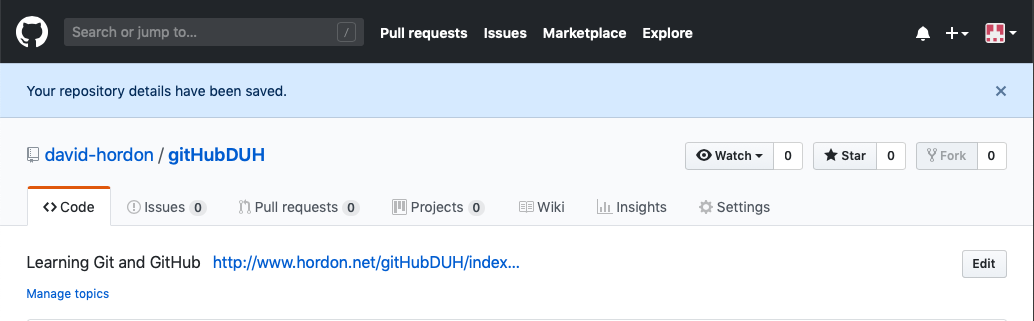 Search or jump to... / Pull requests Issues Marketplace Explore
Your repository details have been saved.
david-hordon / gitHubDUH Watch 0 Star 0 Fork 0
Code Issues 0 Pull requests 0 Projects 0 Wiki Insights Settings
Learning Git and GitHub http://www.hordon.net/gitHubDUH/index... Edit
Manage topics